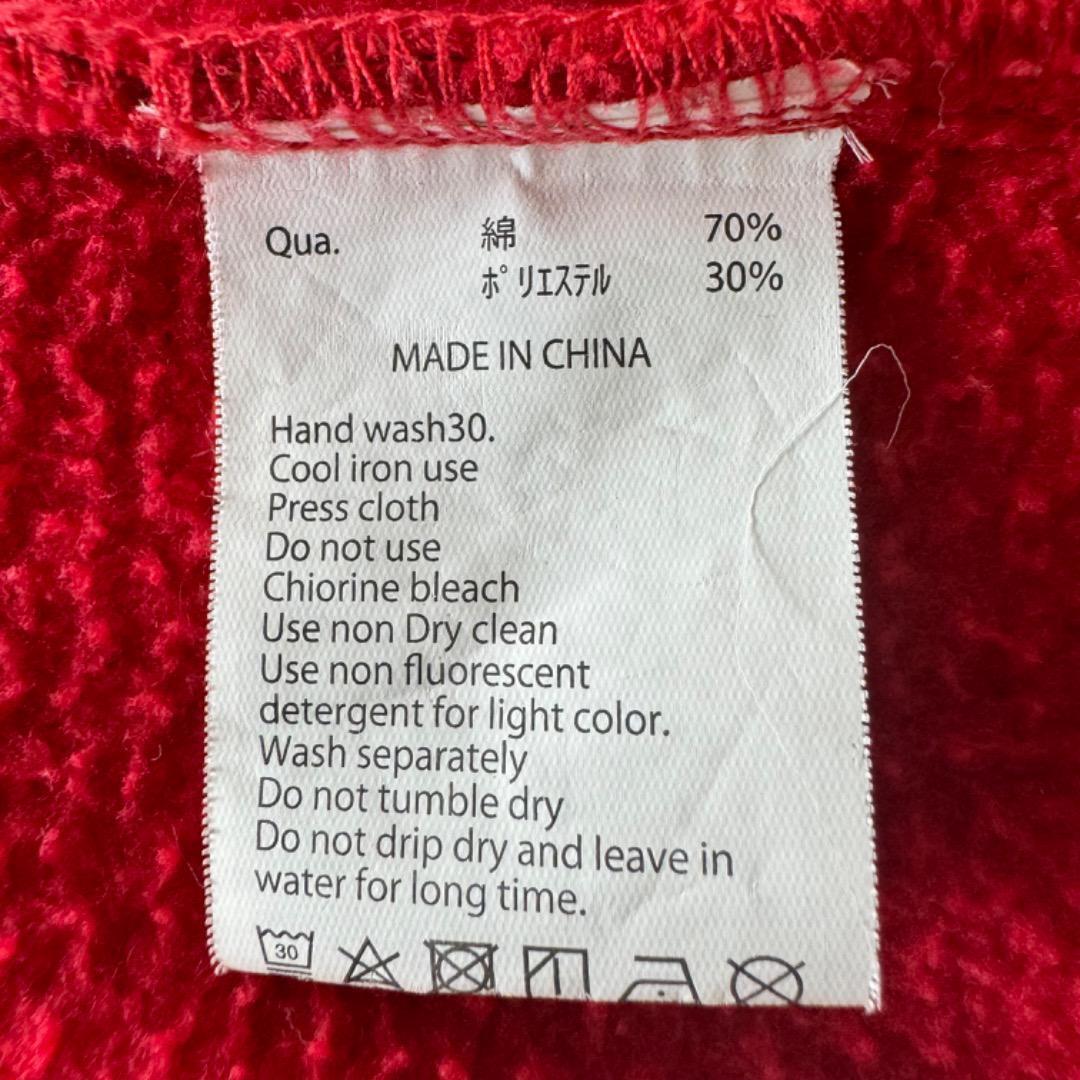 Qua. 綿 70%
ポリエステル 30%
MADE IN CHINA
Hand wash30.
Cool iron use
Press cloth
Do not use
Chiorine bleach
Use non Dry clean
Use non fluorescent
detergent for light color.
Wash separately
Do not tumble dry
Do not drip dry and leave in
water for long time.
30